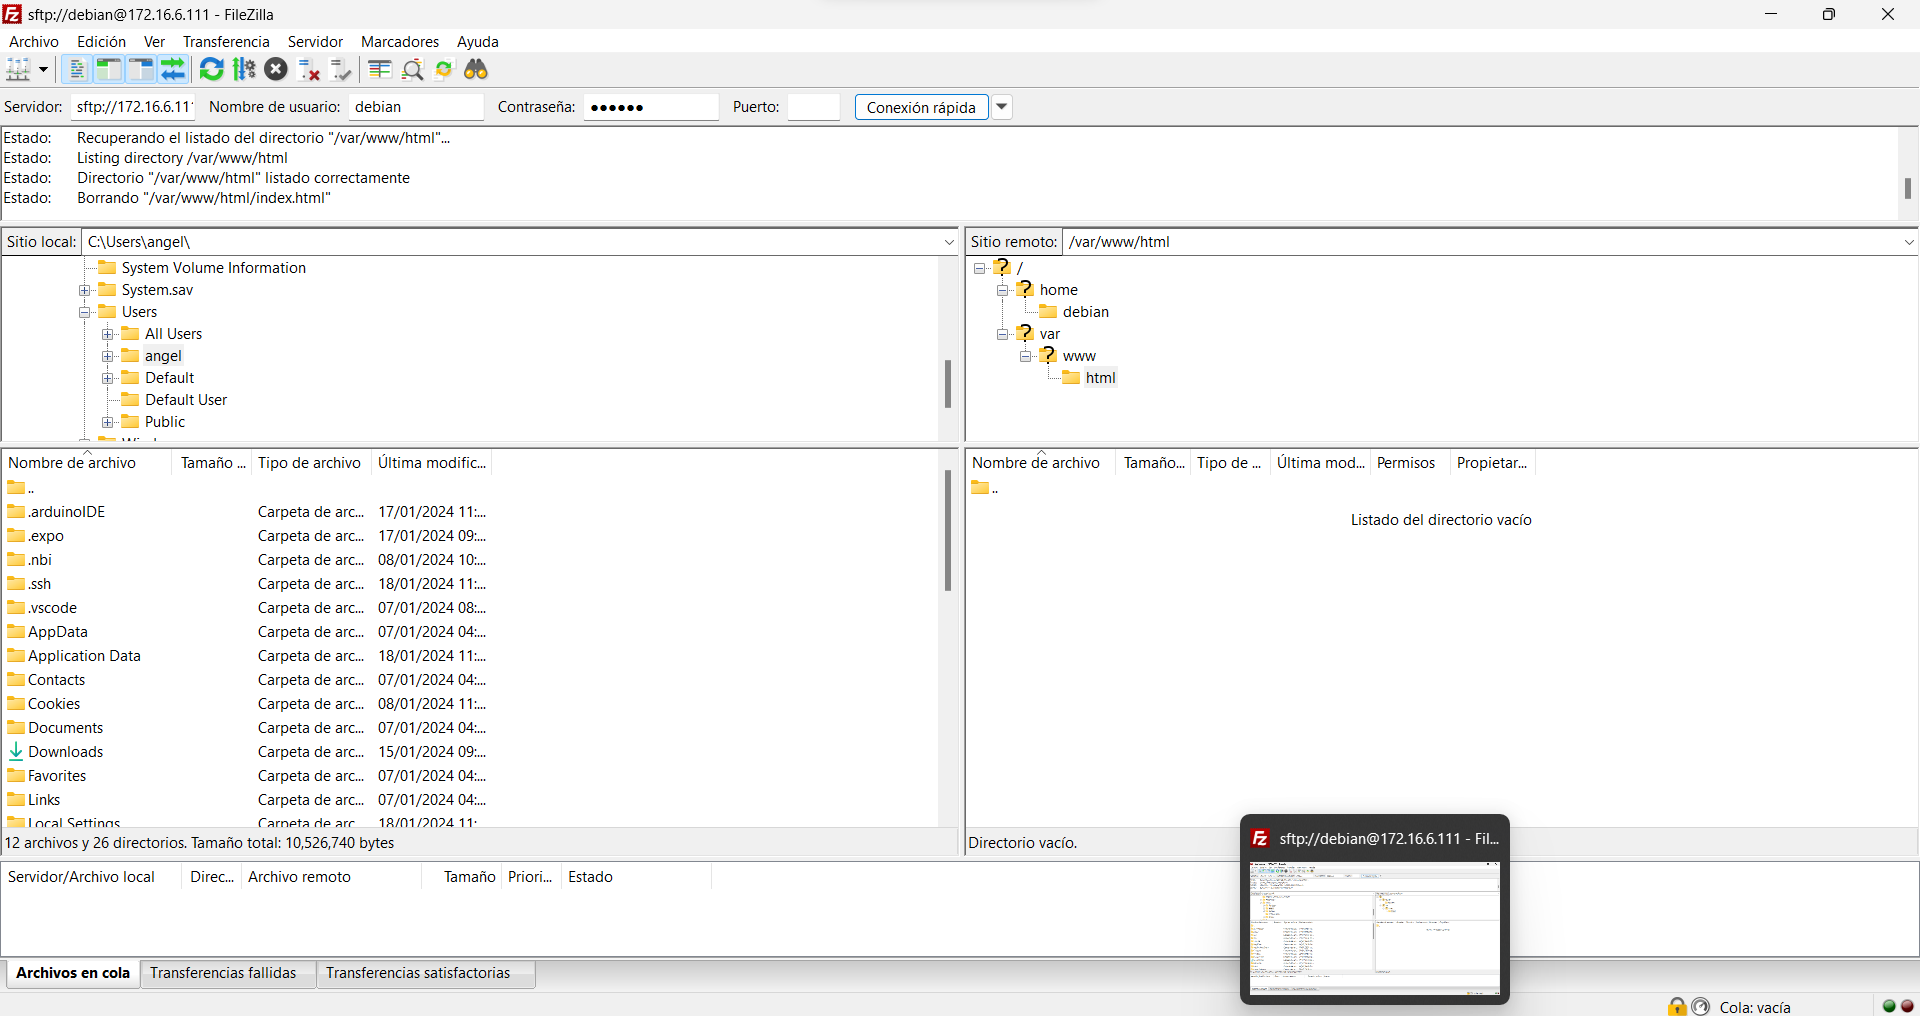 sftp://debian@172.16.6.111 - FileZilla
Archivo Edición Ver Transferencia Servidor Marcadores Ayuda
Servidor: sftp://172.16.6.11 Nombre de usuario: debian Contraseña: ●●●●●● Puerto: Conexión rápida
Estado: Recuperando el listado del directorio "/var/www/html"...
Estado: Listing directory /var/www/html
Estado: Directorio "/var/www/html" listado correctamente
Estado: Borrando "/var/www/html/index.html"
Sitio local: C:\Users\angel\
System Volume Information
System.sav
Users
All Users
angel
Default
Default User
Public
Sitio remoto: /var/www/html
/
home
debian
var
www
html
Nombre de archivo Tamaño ... Tipo de archivo Última modific...
..
.arduinoIDE Carpeta de arc... 17/01/2024 11:...
.expo Carpeta de arc... 17/01/2024 09:...
.nbi Carpeta de arc... 08/01/2024 10:...
.ssh Carpeta de arc... 18/01/2024 11:...
.vscode Carpeta de arc... 07/01/2024 08:...
AppData Carpeta de arc... 07/01/2024 04:...
Application Data Carpeta de arc... 18/01/2024 11:...
Contacts Carpeta de arc... 07/01/2024 04:...
Cookies Carpeta de arc... 08/01/2024 11:...
Documents Carpeta de arc... 07/01/2024 04:...
Downloads Carpeta de arc... 15/01/2024 09:...
Favorites Carpeta de arc... 07/01/2024 04:...
Links Carpeta de arc... 07/01/2024 04:...
Local Settings Carpeta de arc... 18/01/2024 11:
12 archivos y 26 directorios. Tamaño total: 10,526,740 bytes
Nombre de archivo Tamaño... Tipo de ... Última mod... Permisos Propietar...
..
Listado del directorio vacío
Directorio vacío.
sftp://debian@172.16.6.111 - Fil...
Servidor/Archivo local Direc... Archivo remoto Tamaño Priori... Estado
Archivos en cola Transferencias fallidas Transferencias satisfactorias
Cola: vacía